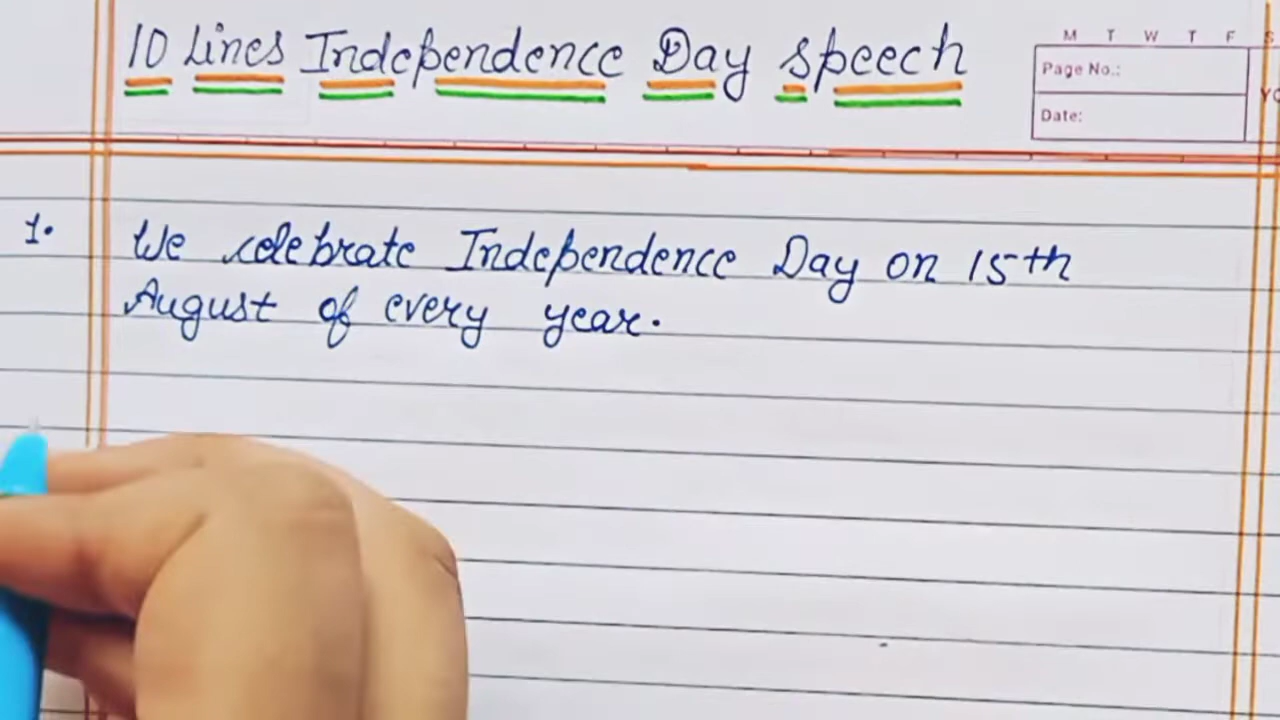 10 Lines Independence Day speech
M T W T F S
Page No.:
Date:
YO
1. We celebrate Independence Day on 15th
August of every year.